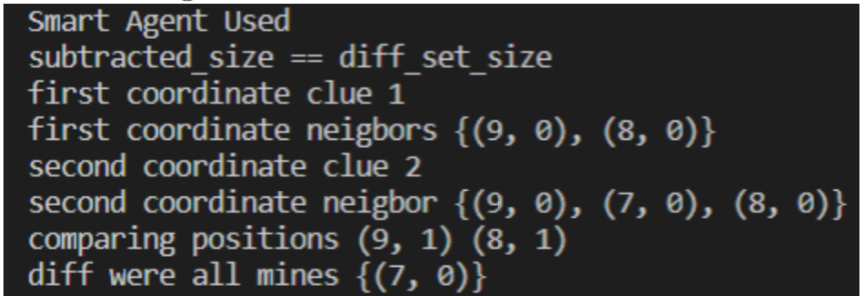 Smart Agent Used
subtracted_size == diff_set_size
first coordinate clue 1
first coordinate neigbors {(9, 0), (8, 0)}
second coordinate clue 2
second coordinate neigbor {(9, 0), (7, 0), (8, 0)}
comparing positions (9, 1) (8, 1)
diff were all mines {(7, 0)}